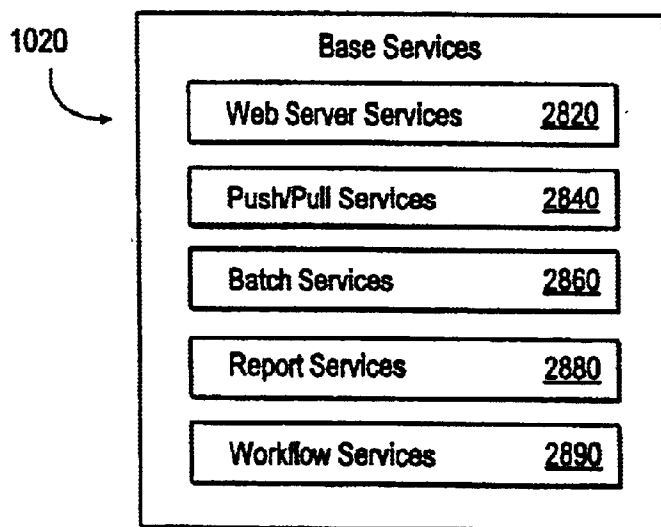 1020
Base Services
Web Server Services 2820
Push/Pull Services 2840
Batch Services 2860
Report Services 2880
Workflow Services 2890